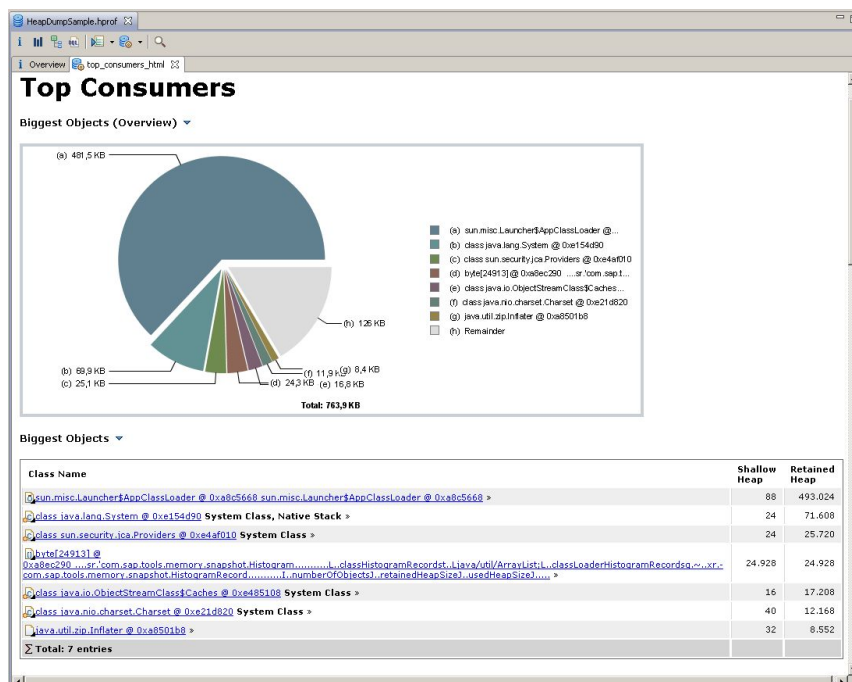 HeapDumpSample.hprof
Overview top_consumers_html
Top Consumers
Biggest Objects (Overview)
(a) 481,5 KB
(a) sun.misc.Launcher$AppClassLoader @...
(b) class java.lang.System @ 0xe154d90
(c) class sun.security.jca.Providers @ 0xe4af010
(d) byte[24913] @ 0xa8ec290 ....sr.'com.sap.t...
(e) class java.io.ObjectStreamClass$Caches...
(f) class java.nio.charset.Charset @ 0xe21d820
(g) java.util.zip.Inflater @ 0xa8501b8
(h) Remainder
(h) 126 KB
(b) 69,9 KB
(g) 8,4 KB
(f) 11,9
(c) 25,1 KB
(d) 24,3 KB (e) 16,8 KB
Total: 763,9 KB
Biggest Objects
Class Name Shallow Heap Retained Heap
sun.misc.Launcher$AppClassLoader @ 0xa8c5668 sun.misc.Launcher$AppClassLoader @ 0xa8c5668 » 88 493.024
class java.lang.System @ 0xe154d90 System Class, Native Stack » 24 71.608
class sun.security.jca.Providers @ 0xe4af010 System Class » 24 25.720
byte[24913] @
0xa8ec290 ....sr.'com.sap.tools.memory.snapshot.Histogram..........L..classHistogramRecordst..Ljava/util/ArrayList;L..classLoaderHistogramRecordsq.~..xr.- 24.928 24.928
com.sap.tools.memory.snapshot.HistogramRecord..........I..numberOfObjectsJ..retainedHeapSizeJ..usedHeapSizeJ..... »
class java.io.ObjectStreamClass$Caches @ 0xe485108 System Class » 16 17.208
class java.nio.charset.Charset @ 0xe21d820 System Class » 40 12.168
java.util.zip.Inflater @ 0xa8501b8 » 32 8.552
Σ Total: 7 entries